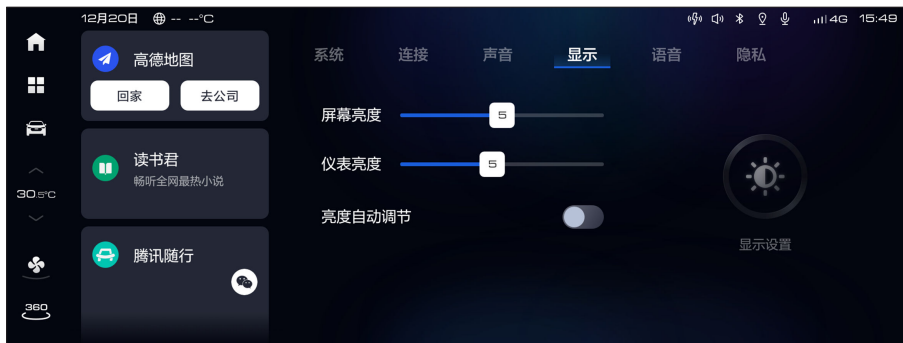 12月20日 -- --°C
4G 15:49
高德地图
回家 去公司
读书君
畅听全网最热小说
腾讯随行
30.5°C
360
系统 连接 声音 显示 语音 隐私
屏幕亮度 5
仪表亮度 5
亮度自动调节
显示设置